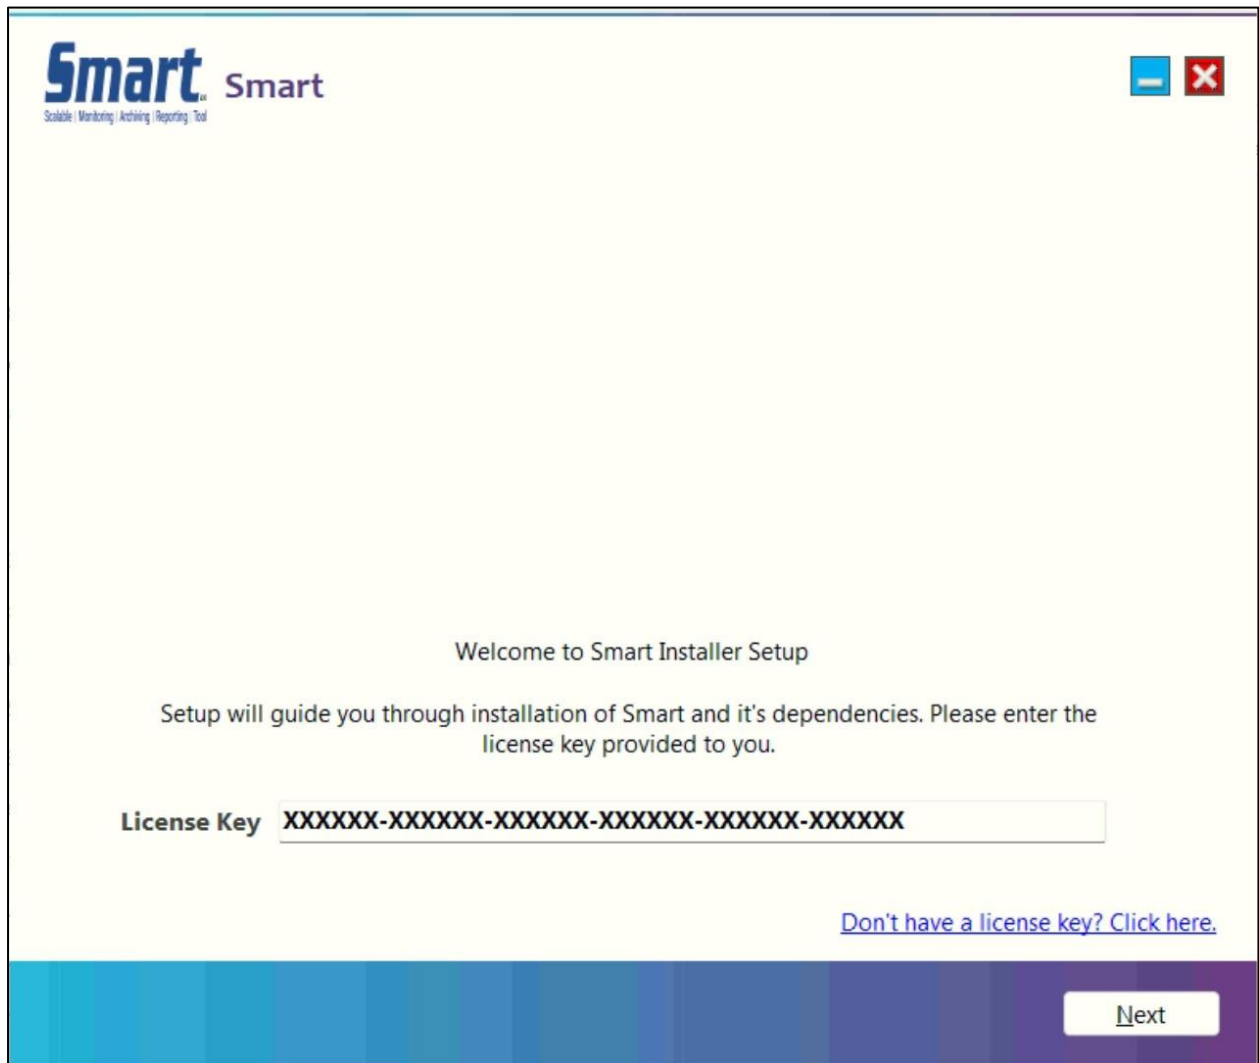 Smart
Scalable | Monitoring | Archiving | Reporting | Tool
Smart
Welcome to Smart Installer Setup
Setup will guide you through installation of Smart and it's dependencies. Please enter the
license key provided to you.
License Key XXXXXX-XXXXXX-XXXXXX-XXXXXX-XXXXXX-XXXXXX
Don't have a license key? Click here.
Next